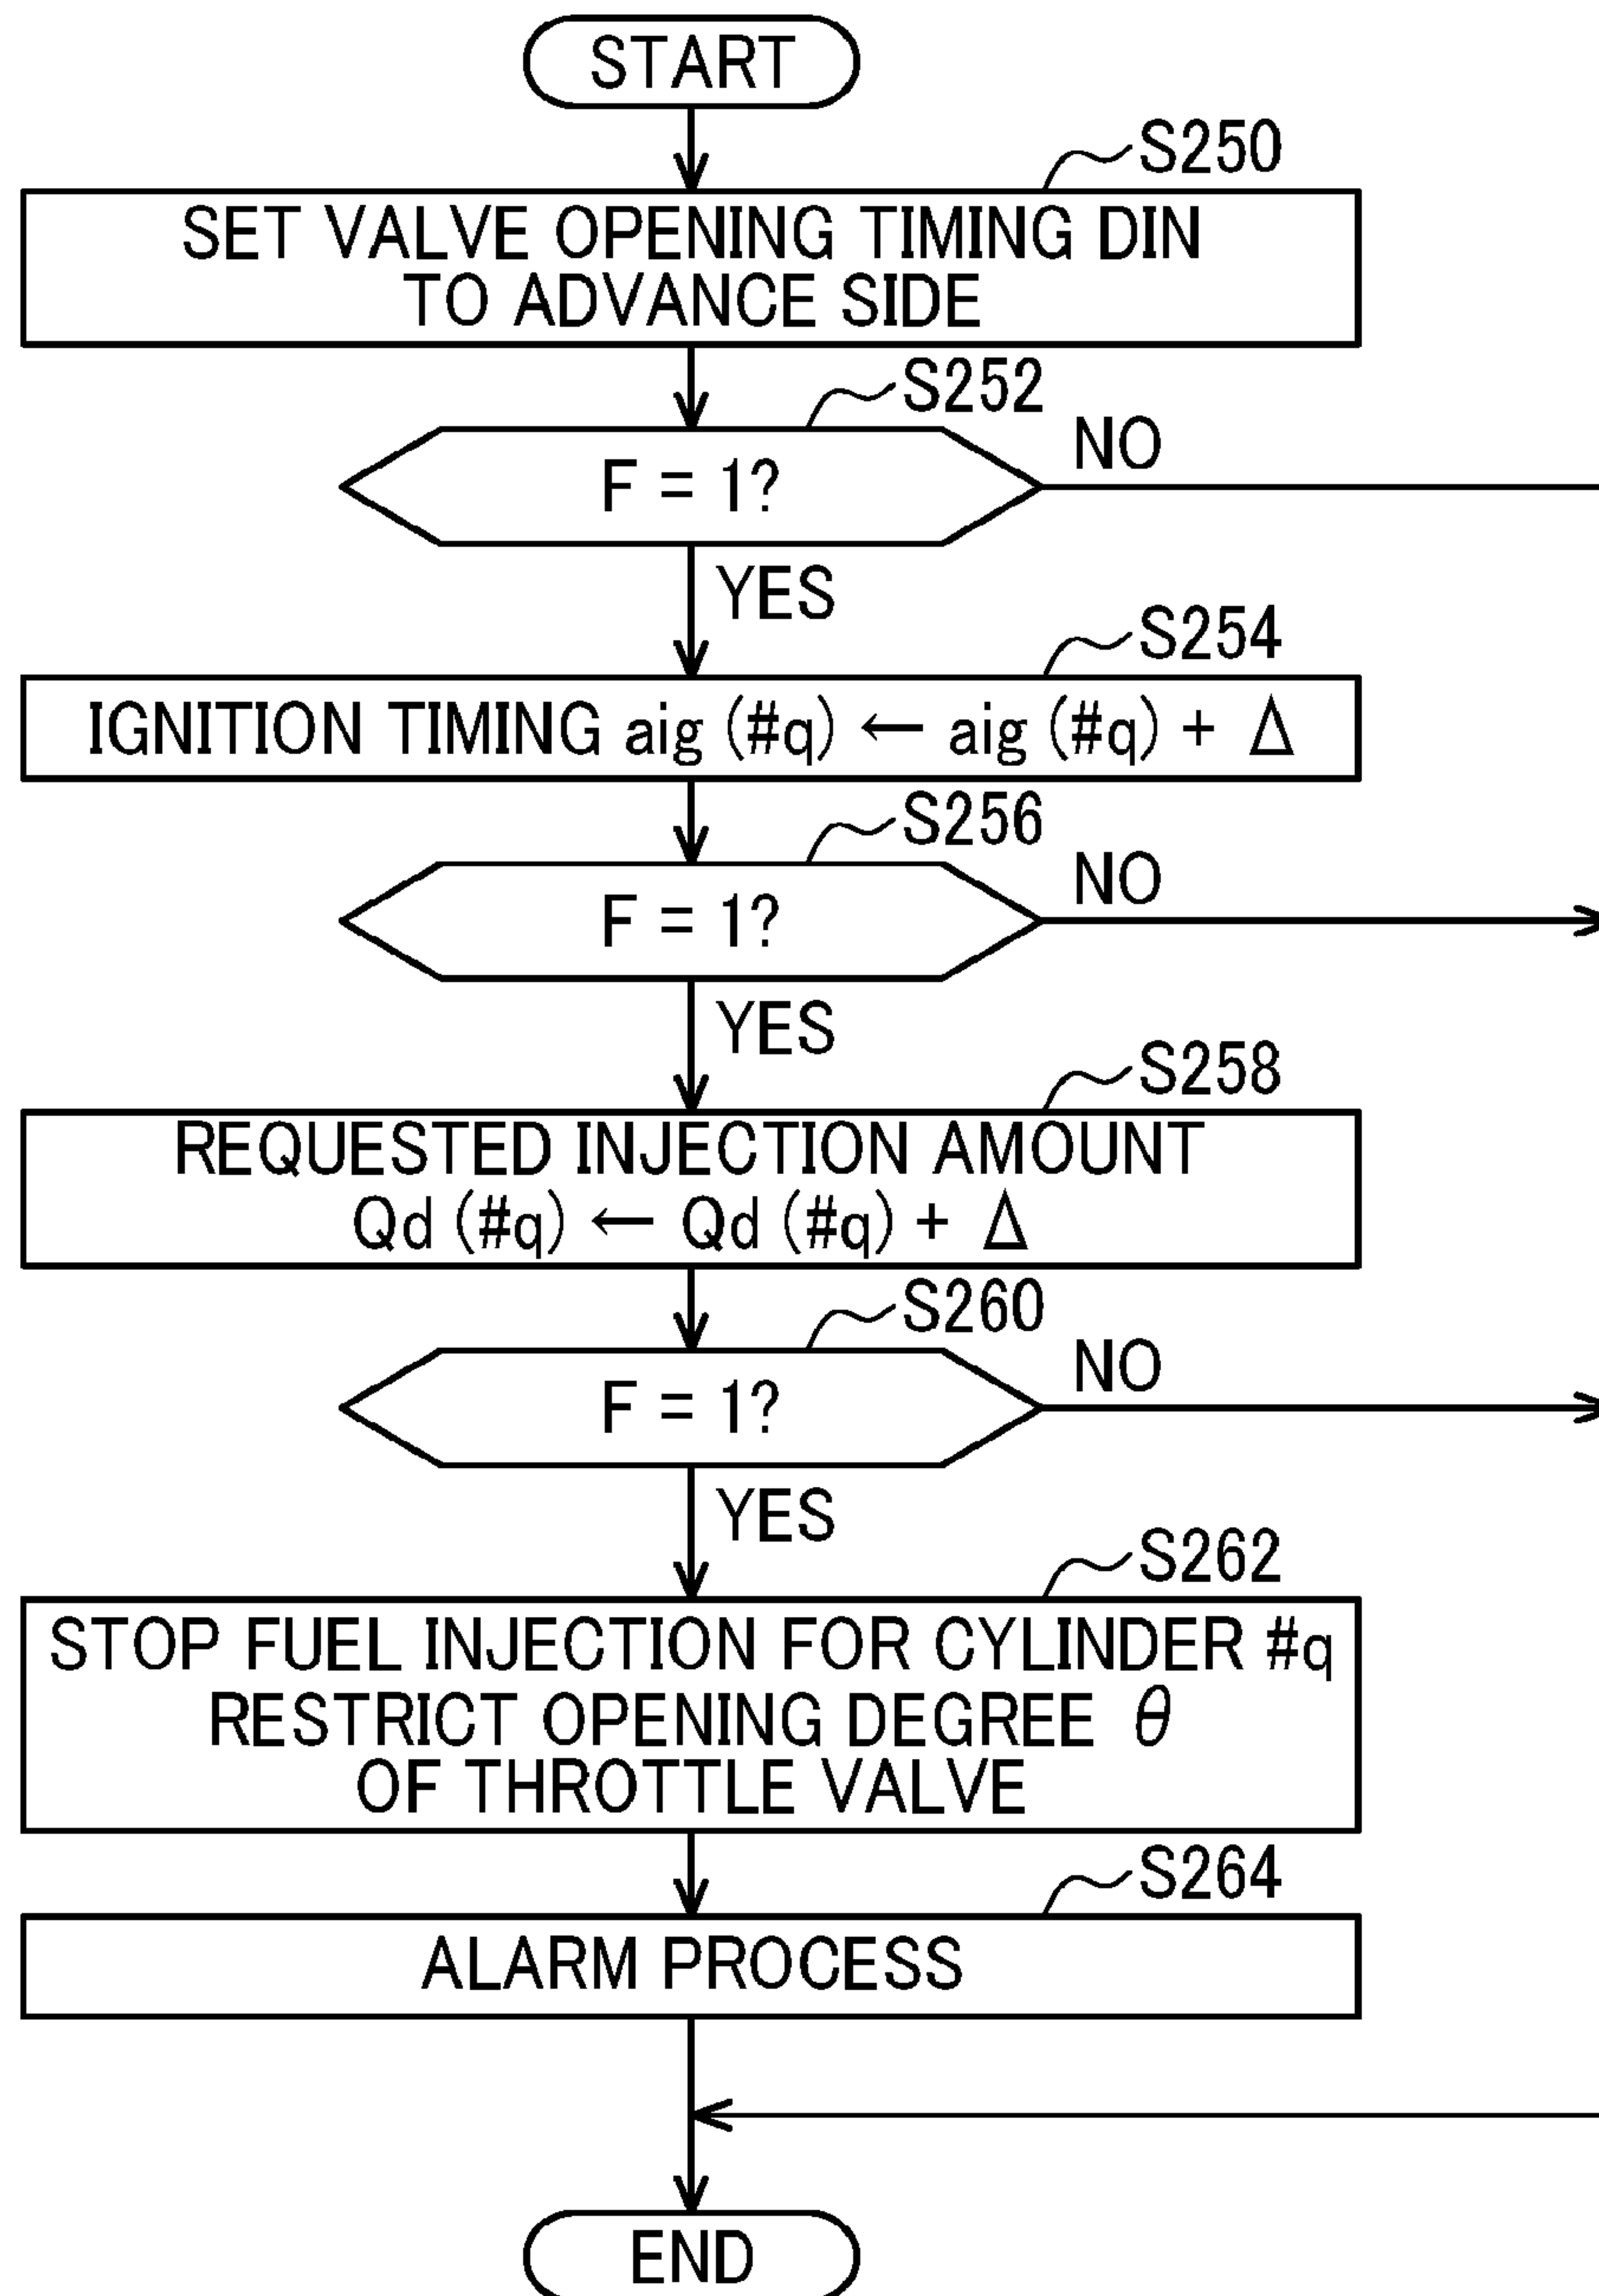 START
S250
SET VALVE OPENING TIMING DIN
TO ADVANCE SIDE
S252
F = 1?
NO
YES
S254
IGNITION TIMING aig (#q) ← aig (#q) + Δ
S256
F = 1?
NO
YES
S258
REQUESTED INJECTION AMOUNT
Qd (#q) ← Qd (#q) + Δ
S260
F = 1?
NO
YES
S262
STOP FUEL INJECTION FOR CYLINDER #q
RESTRICT OPENING DEGREE θ
OF THROTTLE VALVE
S264
ALARM PROCESS
END